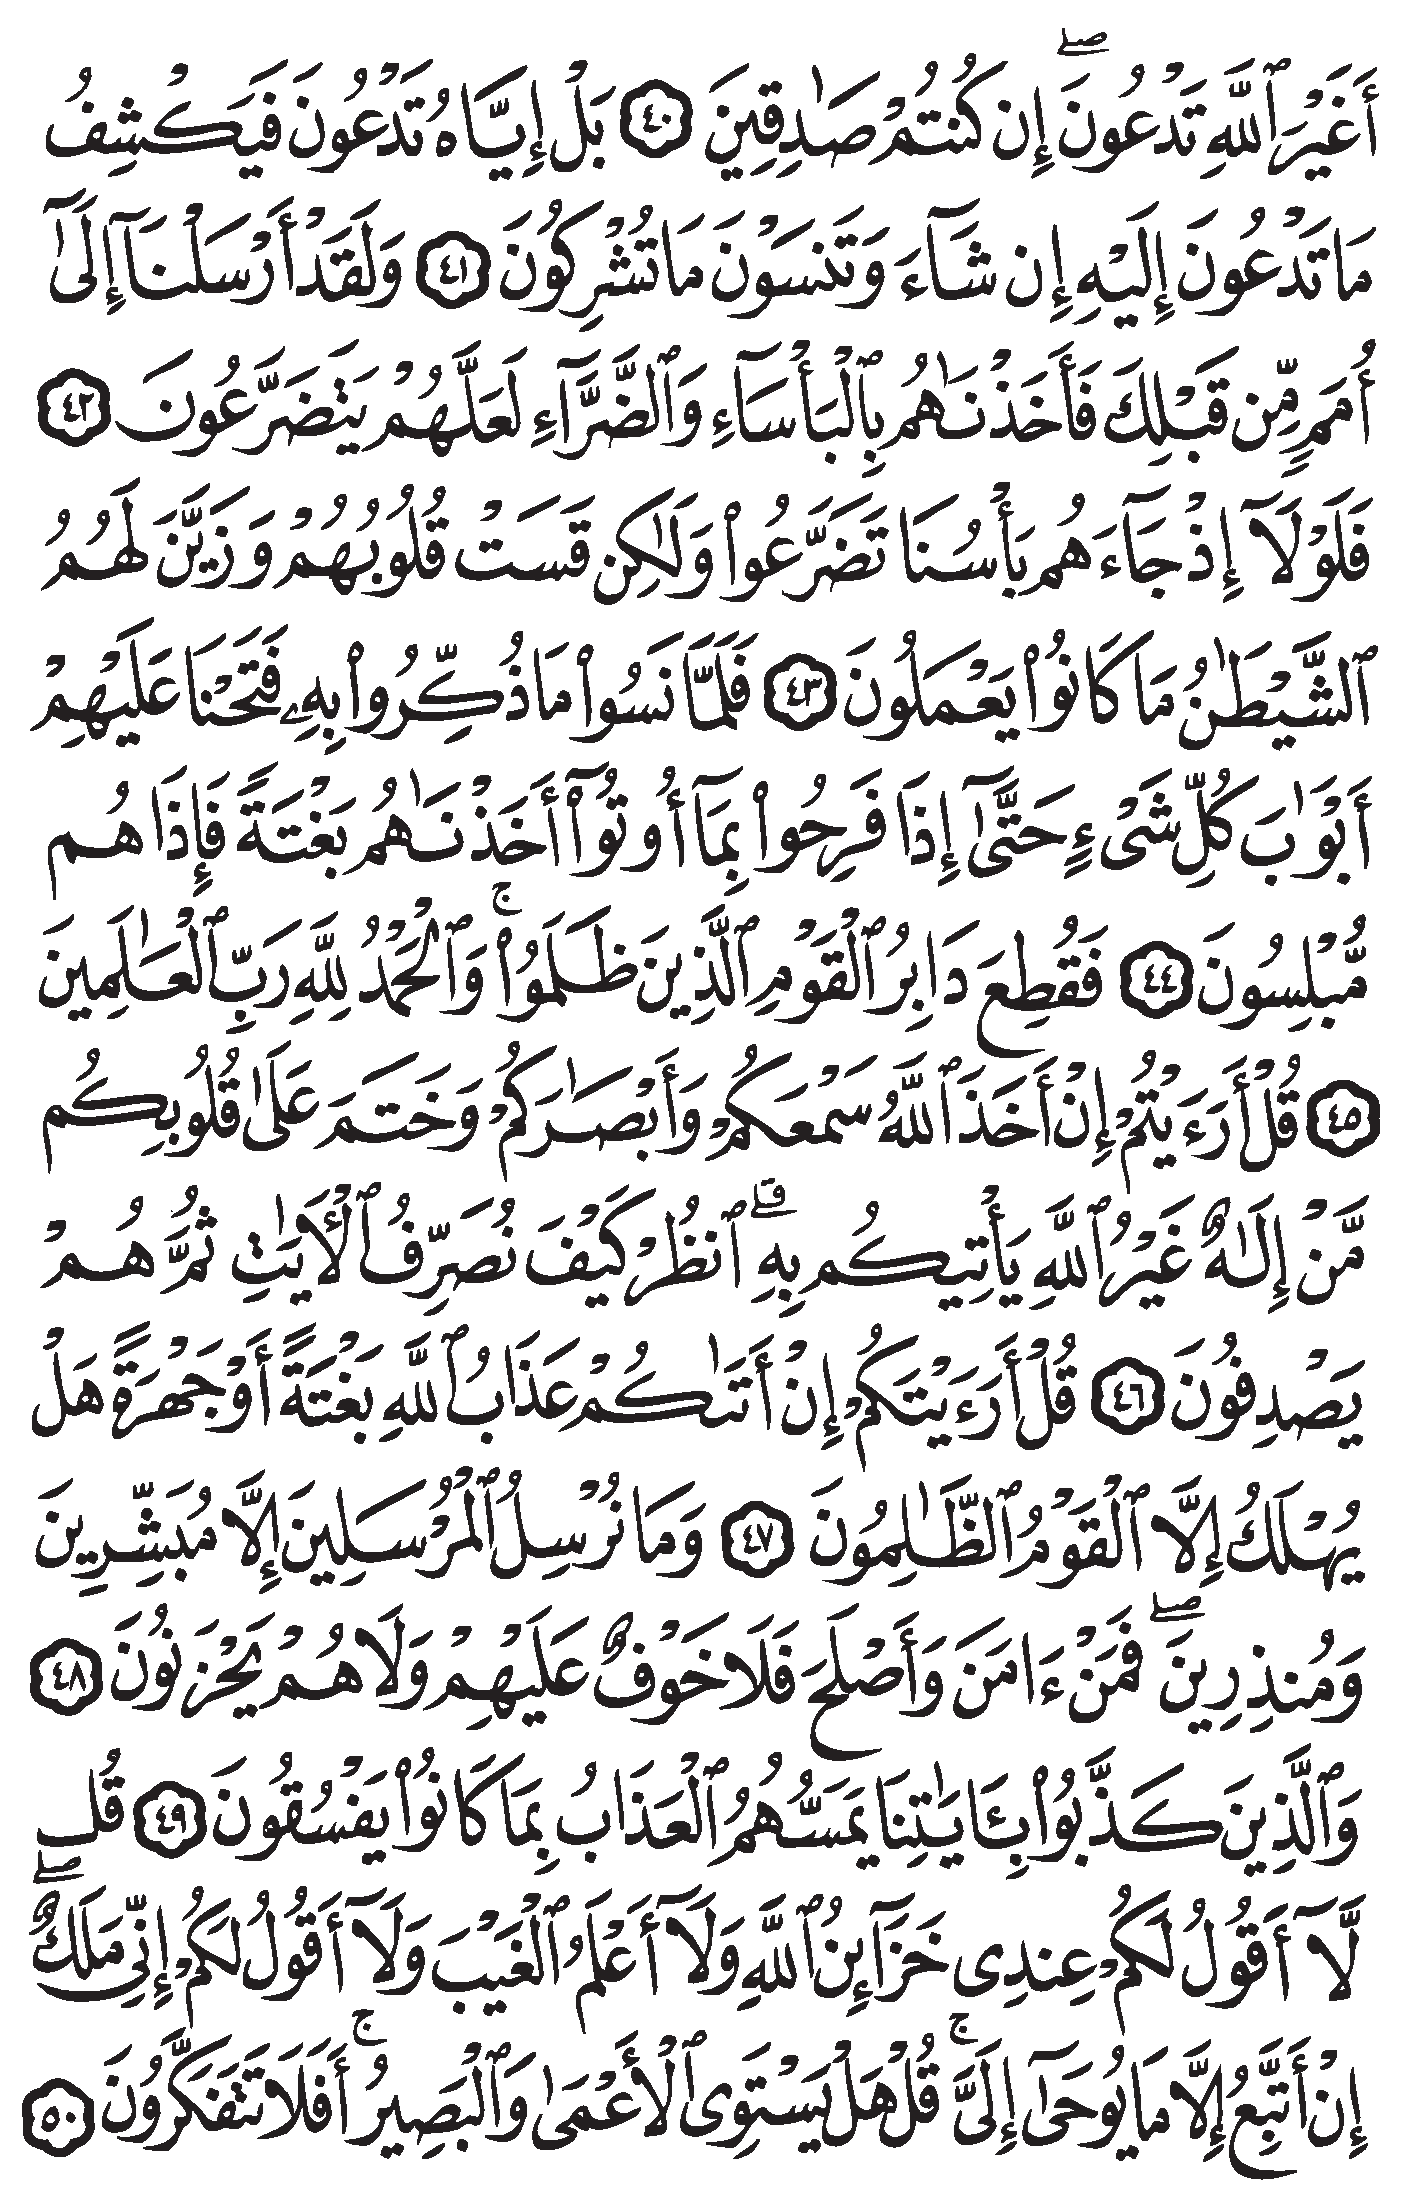 أَغَيْرَ ٱللَّهِ تَدْعُونَ ۖ إِن كُنتُمْ صَٰدِقِينَ ٤٠ بَلْ إِيَّاهُ تَدْعُونَ فَيَكْشِفُ
مَا تَدْعُونَ إِلَيْهِ إِن شَآءَ وَتَنسَوْنَ مَا تُشْرِكُونَ ٤١ وَلَقَدْ أَرْسَلْنَآ إِلَىٰٓ
أُمَمٍ مِّن قَبْلِكَ فَأَخَذْنَٰهُم بِٱلْبَأْسَآءِ وَٱلضَّرَّآءِ لَعَلَّهُمْ يَتَضَرَّعُونَ ٤٢
فَلَوْلَآ إِذْ جَآءَهُم بَأْسُنَا تَضَرَّعُوا۟ وَلَٰكِن قَسَتْ قُلُوبُهُمْ وَزَيَّنَ لَهُمُ
ٱلشَّيْطَٰنُ مَا كَانُوا۟ يَعْمَلُونَ ٤٣ فَلَمَّا نَسُوا۟ مَا ذُكِّرُوا۟ بِهِۦ فَتَحْنَا عَلَيْهِمْ
أَبْوَٰبَ كُلِّ شَىْءٍ حَتَّىٰٓ إِذَا فَرِحُوا۟ بِمَآ أُوتُوٓا۟ أَخَذْنَٰهُم بَغْتَةً فَإِذَا هُم
مُّبْلِسُونَ ٤٤ فَقُطِعَ دَابِرُ ٱلْقَوْمِ ٱلَّذِينَ ظَلَمُوا۟ ۚ وَٱلْحَمْدُ لِلَّهِ رَبِّ ٱلْعَٰلَمِينَ
٤٥ قُلْ أَرَءَيْتُمْ إِنْ أَخَذَ ٱللَّهُ سَمْعَكُمْ وَأَبْصَٰرَكُمْ وَخَتَمَ عَلَىٰ قُلُوبِكُم
مَّنْ إِلَٰهٌ غَيْرُ ٱللَّهِ يَأْتِيكُم بِهِ ۗ ٱنظُرْ كَيْفَ نُصَرِّفُ ٱلْأَيَٰتِ ثُمَّ هُمْ
يَصْدِفُونَ ٤٦ قُلْ أَرَءَيْتَكُمْ إِنْ أَتَىٰكُمْ عَذَابُ ٱللَّهِ بَغْتَةً أَوْ جَهْرَةً هَلْ
يُهْلَكُ إِلَّا ٱلْقَوْمُ ٱلظَّٰلِمُونَ ٤٧ وَمَا نُرْسِلُ ٱلْمُرْسَلِينَ إِلَّا مُبَشِّرِينَ
وَمُنذِرِينَ ۖ فَمَنْ ءَامَنَ وَأَصْلَحَ فَلَا خَوْفٌ عَلَيْهِمْ وَلَا هُمْ يَحْزَنُونَ ٤٨
وَٱلَّذِينَ كَذَّبُوا۟ بِـَٔايَٰتِنَا يَمَسُّهُمُ ٱلْعَذَابُ بِمَا كَانُوا۟ يَفْسُقُونَ ٤٩ قُل
لَّآ أَقُولُ لَكُمْ عِندِى خَزَآئِنُ ٱللَّهِ وَلَآ أَعْلَمُ ٱلْغَيْبَ وَلَآ أَقُولُ لَكُمْ إِنِّى مَلَكٌ ۖ
إِنْ أَتَّبِعُ إِلَّا مَا يُوحَىٰٓ إِلَىَّ ۚ قُلْ هَلْ يَسْتَوِى ٱلْأَعْمَىٰ وَٱلْبَصِيرُ ۚ أَفَلَا تَتَفَكَّرُونَ ٥٠